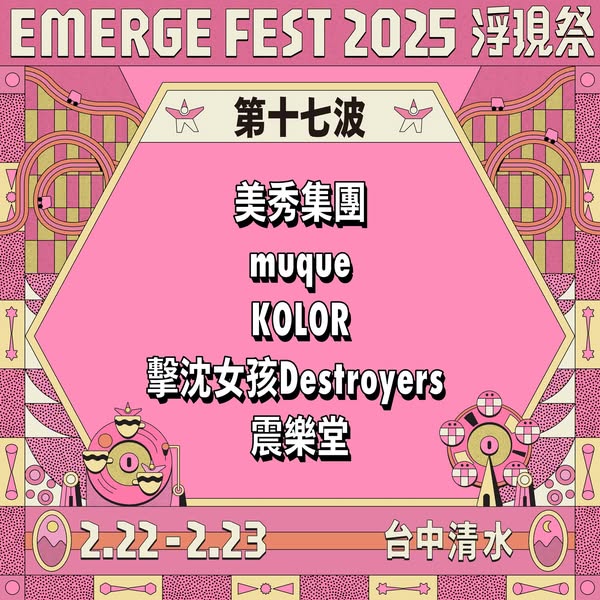 EMERGE FEST 2025 浮現祭
第十七波
美秀集團
muque
KOLOR
擊沈女孩Destroyers
震樂堂
2.22-2.23 台中清水